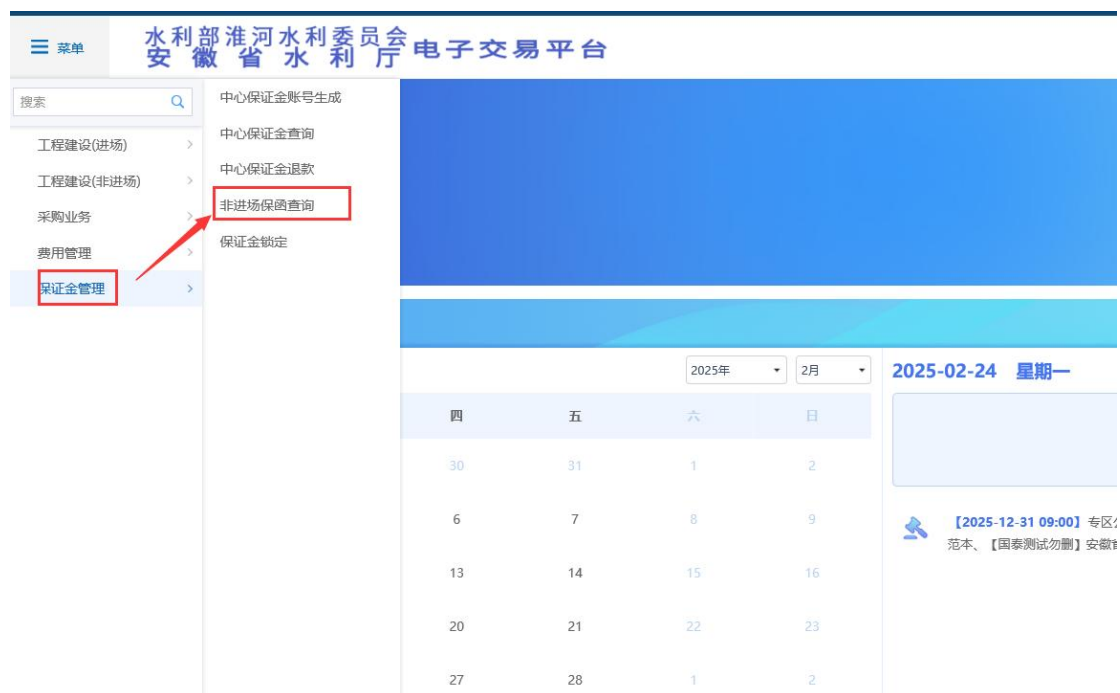 菜单
水利部淮河水利委员会
安徽省水利厅
电子交易平台
搜索
工程建设(进场)
工程建设(非进场)
采购业务
费用管理
保证金管理
中心保证金账号生成
中心保证金查询
中心保证金退款
非进场保函查询
保证金锁定
2025年 2月
四 五 六 日
30 31 1 2
6 7 8 9
13 14 15 16
20 21 22 23
27 28 1 2
2025-02-24 星期一
【2025-12-31 09:00】专区
范本、【国泰测试勿删】安徽